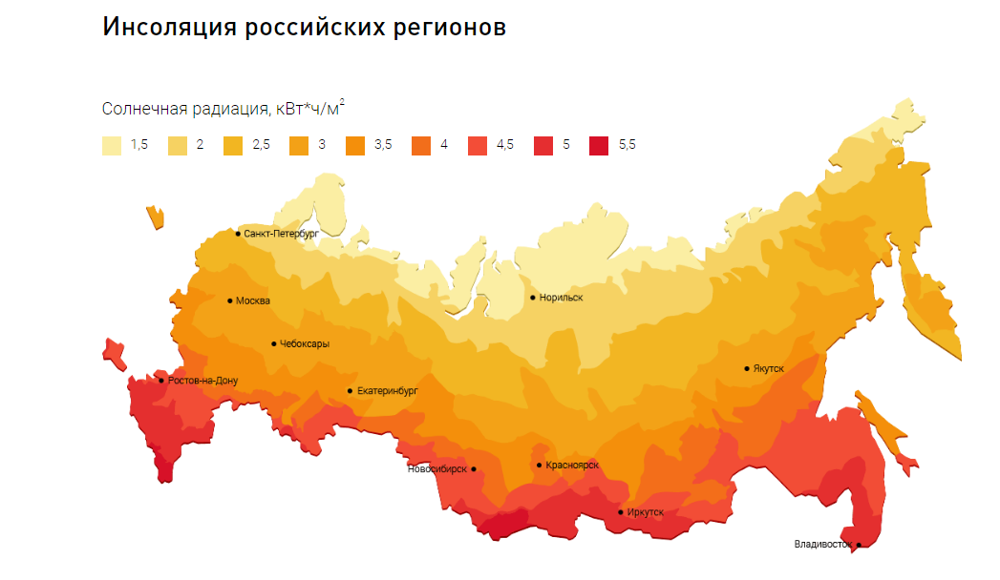 Инсоляция российских регионов
Солнечная радиация, кВт*ч/м²
1,5 2 2,5 3 3,5 4 4,5 5 5,5
Санкт-Петербург
Норильск
Москва
Чебоксары
Якутск
Ростов-на-Дону
Екатеринбург
Новосибирск
Красноярск
Иркутск
Владивосток